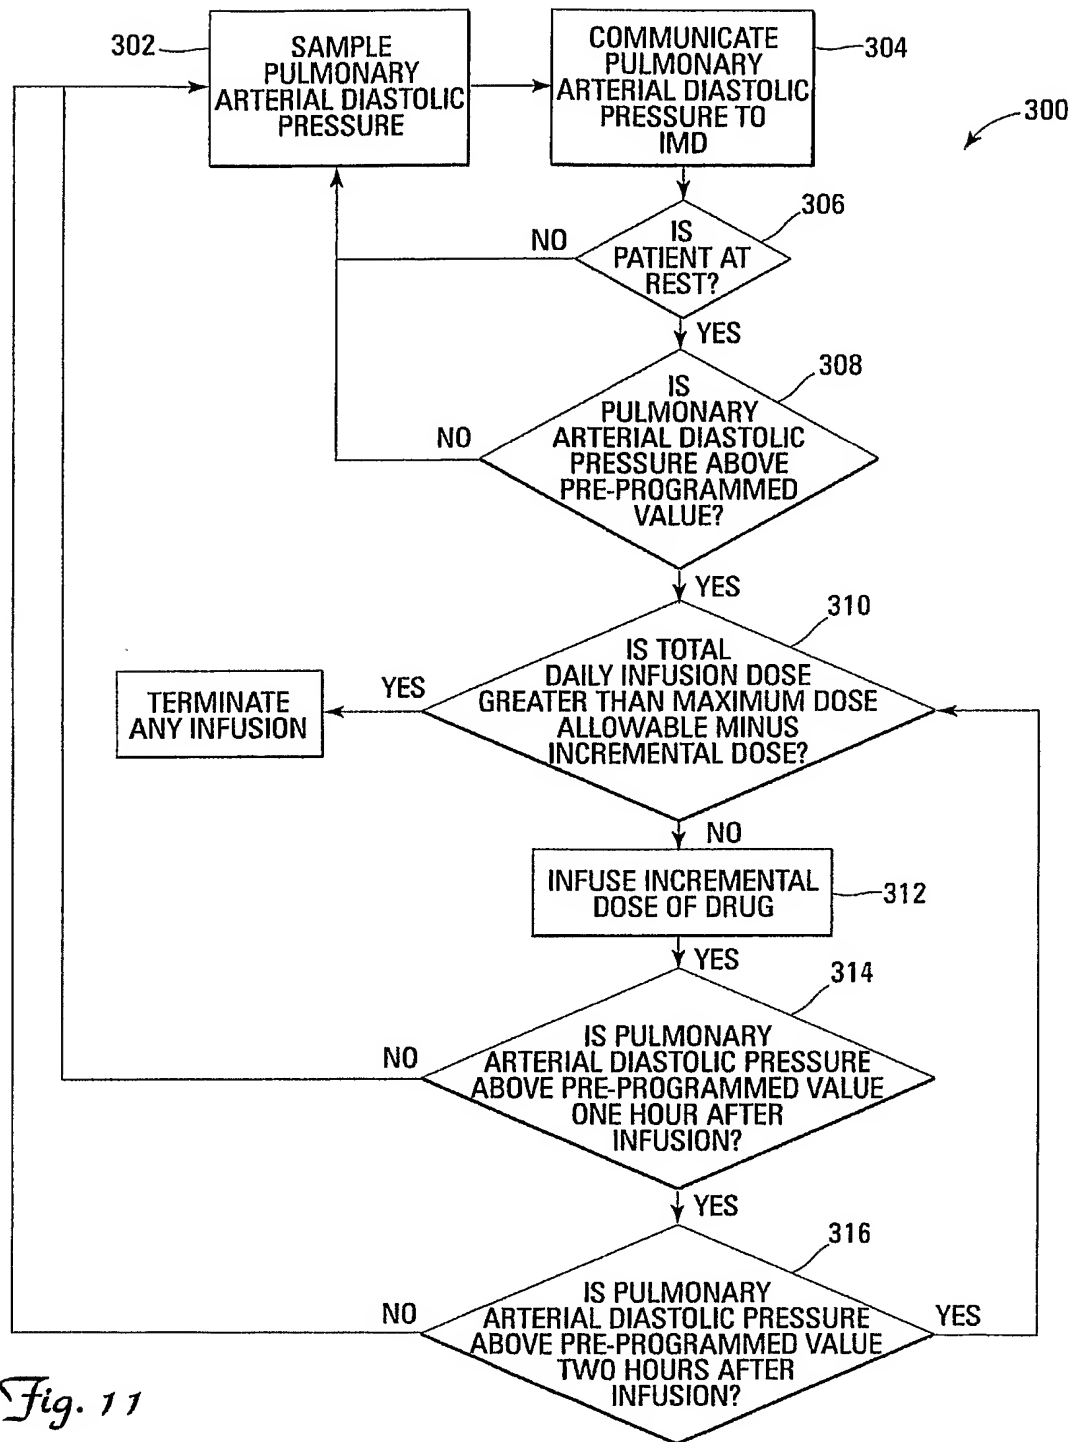 302
SAMPLE
PULMONARY
ARTERIAL DIASTOLIC
PRESSURE
COMMUNICATE
PULMONARY
ARTERIAL DIASTOLIC
PRESSURE TO
IMD
304
300
306
NO
IS
PATIENT AT
REST?
YES
308
NO
IS
PULMONARY
ARTERIAL DIASTOLIC
PRESSURE ABOVE
PRE-PROGRAMMED
VALUE?
YES
310
IS TOTAL
DAILY INFUSION DOSE
GREATER THAN MAXIMUM DOSE
ALLOWABLE MINUS
INCREMENTAL DOSE?
YES
TERMINATE
ANY INFUSION
NO
INFUSE INCREMENTAL
DOSE OF DRUG
312
YES
314
NO
IS PULMONARY
ARTERIAL DIASTOLIC PRESSURE
ABOVE PRE-PROGRAMMED VALUE
ONE HOUR AFTER
INFUSION?
YES
316
NO
IS PULMONARY
ARTERIAL DIASTOLIC PRESSURE
ABOVE PRE-PROGRAMMED VALUE
TWO HOURS AFTER
INFUSION?
YES
Fig. 11